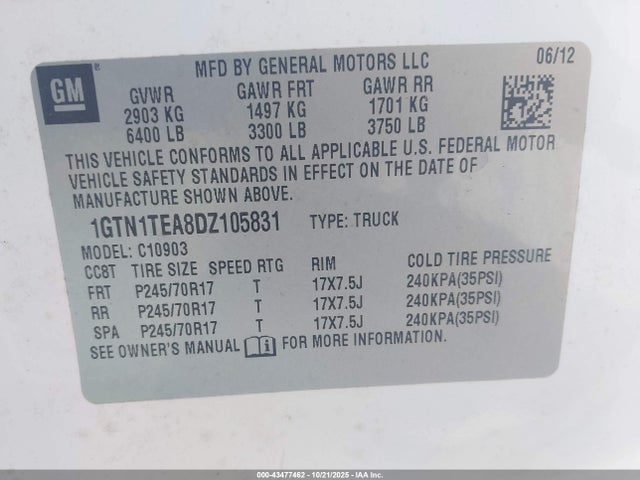 GM
MFD BY GENERAL MOTORS LLC 06/12
GVWR GAWR FRT GAWR RR
2903 KG 1497 KG 1701 KG
6400 LB 3300 LB 3750 LB
THIS VEHICLE CONFORMS TO ALL APPLICABLE U.S. FEDERAL MOTOR
VEHICLE SAFETY STANDARDS IN EFFECT ON THE DATE OF
MANUFACTURE SHOWN ABOVE.
1GTN1TEA8DZ105831 TYPE: TRUCK
MODEL: C10903
CC8T TIRE SIZE SPEED RTG RIM COLD TIRE PRESSURE
FRT P245/70R17 T 17X7.5J 240KPA(35PSI)
RR P245/70R17 T 17X7.5J 240KPA(35PSI)
SPA P245/70R17 T 17X7.5J 240KPA(35PSI)
SEE OWNER'S MANUAL FOR MORE INFORMATION.
000-43477462 - 10/21/2025 - IAAI, Inc.